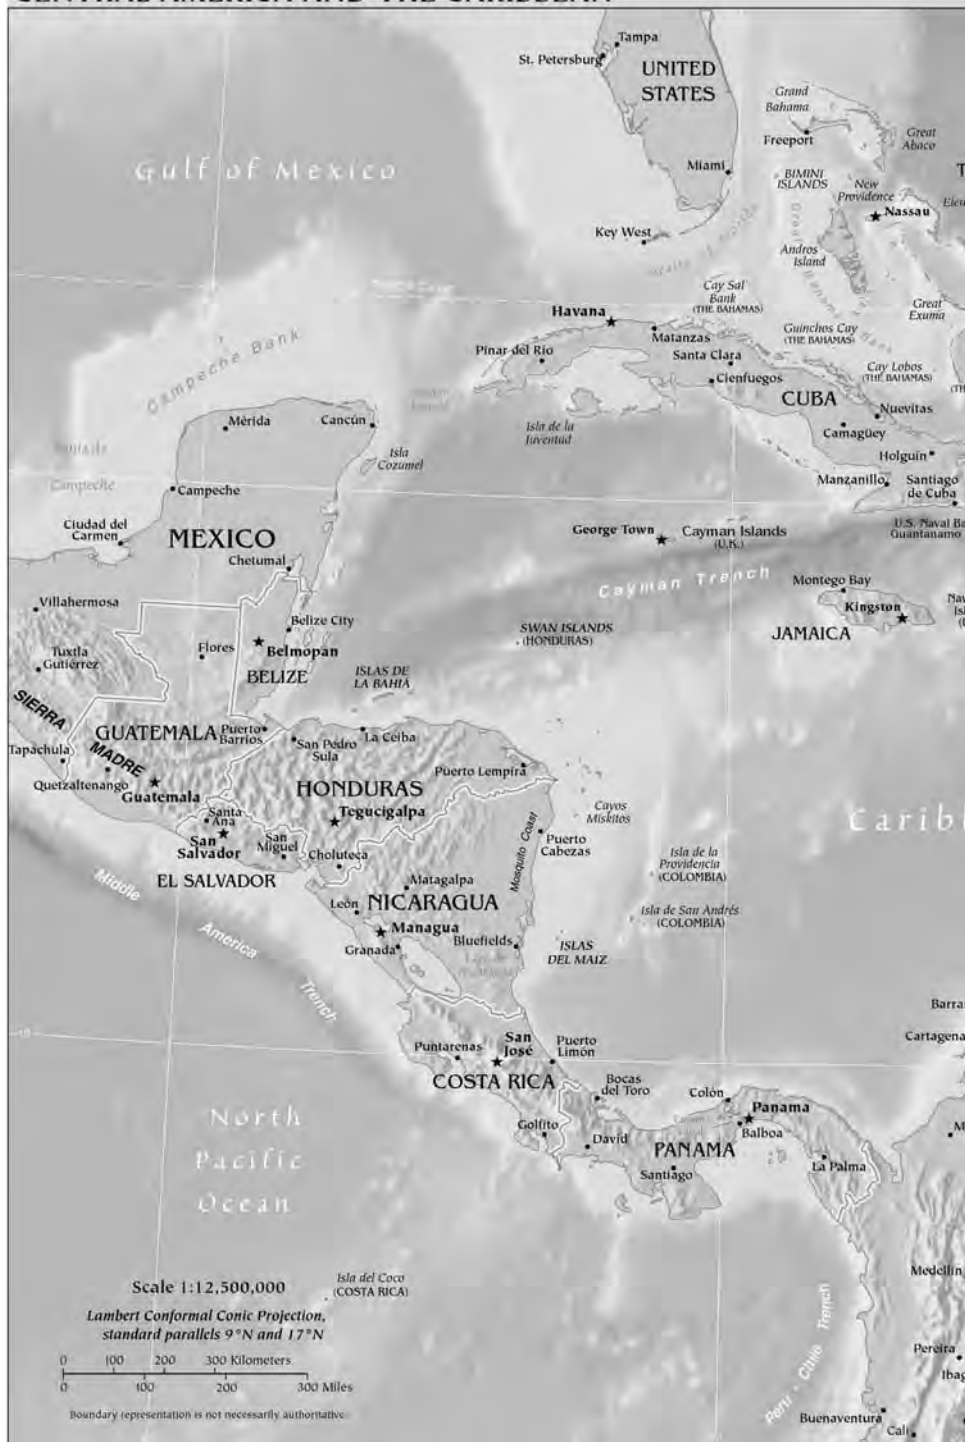 CENTRAL AMERICA AND THE CARIBBEAN
Tampa
St. Petersburg
UNITED
STATES
Grand
Bahama
Freeport
Great
Abaco
Gulf of Mexico
Miami
BIMINI
ISLANDS
New
Providence
Nassau
Key West
Andros
Island
Great
Exuma
Cay Sal
Bank
(THE BAHAMAS)
Havana
Matanzas
Guinchos Cay
(THE BAHAMAS)
Pinar del Río
Santa Clara
Cay Lobos
(THE BAHAMAS)
Cienfuegos
CUBA
Campeche Bank
Nuevitas
Mérida
Cancún
Isla de la
Juventud
Camagüey
Isla
Cozumel
Holguín
Campeche
Campeche
Manzanillo
Santiago
de Cuba
Ciudad del
Carmen
MEXICO
George Town
Cayman Islands
(U.K.)
U.S. Naval Ba
Guantanamo
Chetumal
Cayman Trench
Montego Bay
Kingston
JAMAICA
Villahermosa
Belize City
SWAN ISLANDS
(HONDURAS)
Tuxtla
Gutiérrez
Flores
Belmopan
BELIZE
ISLAS DE
LA BAHIÁ
SIERRA
MADRE
GUATEMALA
Puerto
Barrios
San Pedro
Sula
La Ceiba
Tapachula
Quetzaltenango
Guatemala
HONDURAS
Tegucigalpa
Puerto Lempira
Cayos
Miskitos
Caribb
Santa
Ana
San
Salvador
San
Miguel
Choluteca
Mosquito Coast
Puerto
Cabezas
EL SALVADOR
Isla de la
Providencia
(COLOMBIA)
Matagalpa
NICARAGUA
León
Managua
Isla de San Andrés
(COLOMBIA)
Middle
America
Trench
Granada
Bluefields
ISLAS
DEL MAIZ
Barra
Cartagena
10
San
José
Puntarenas
Puerto
Limón
COSTA RICA
Bocas
del Toro
Colón
Panama
Balboa
North
Pacific
Ocean
Golfito
David
PANAMA
Santiago
La Palma
M
Scale 1:12,500,000
Lambert Conformal Conic Projection,
standard parallels 9°N and 17°N
Isla del Coco
(COSTA RICA)
Medellín
0 100 200 300 Kilometers
0 100 200 300 Miles
Boundary representation is not necessarily authoritative
Pereira
Ibag
Peru - Chile Trench
Buenaventura
Cali